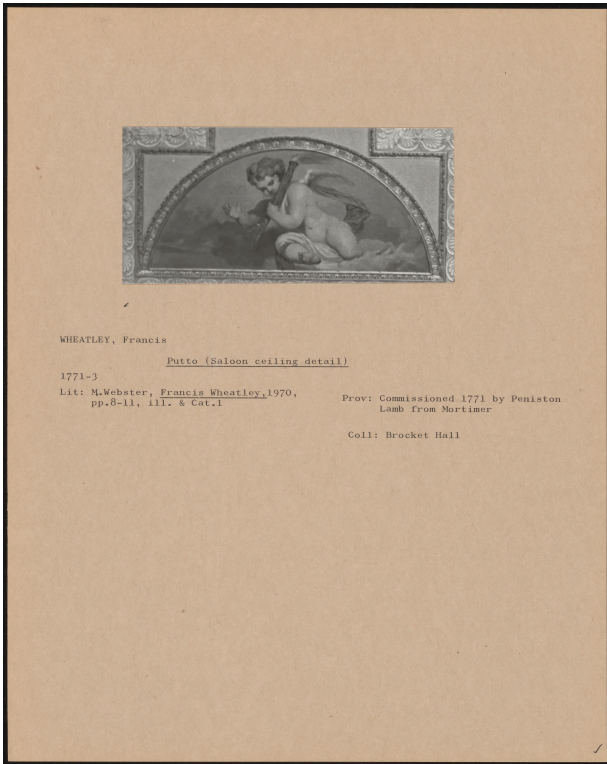 WHEATLEY, Francis
Putto (Saloon ceiling detail)
1771-3
Lit: M.Webster, Francis Wheatley,1970,
pp.8-11, ill. & Cat.1
Prov: Commissioned 1771 by Peniston
Lamb from Mortimer
Coll: Brocket Hall